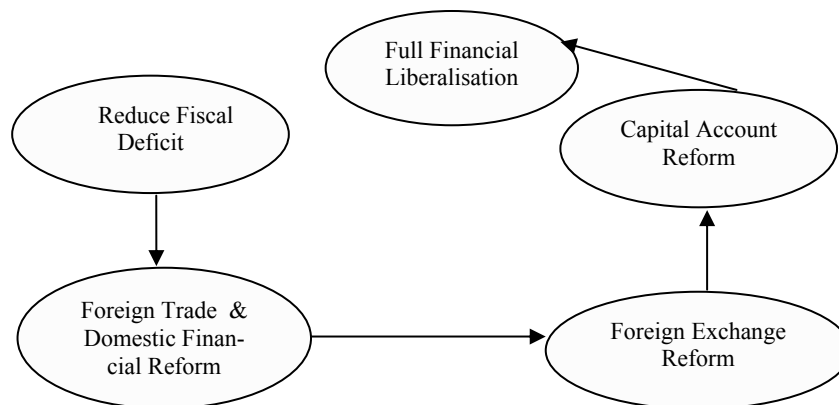 Full Financial
Liberalisation
Reduce Fiscal
Deficit
Capital Account
Reform
Foreign Trade &
Domestic Finan-
cial Reform
Foreign Exchange
Reform